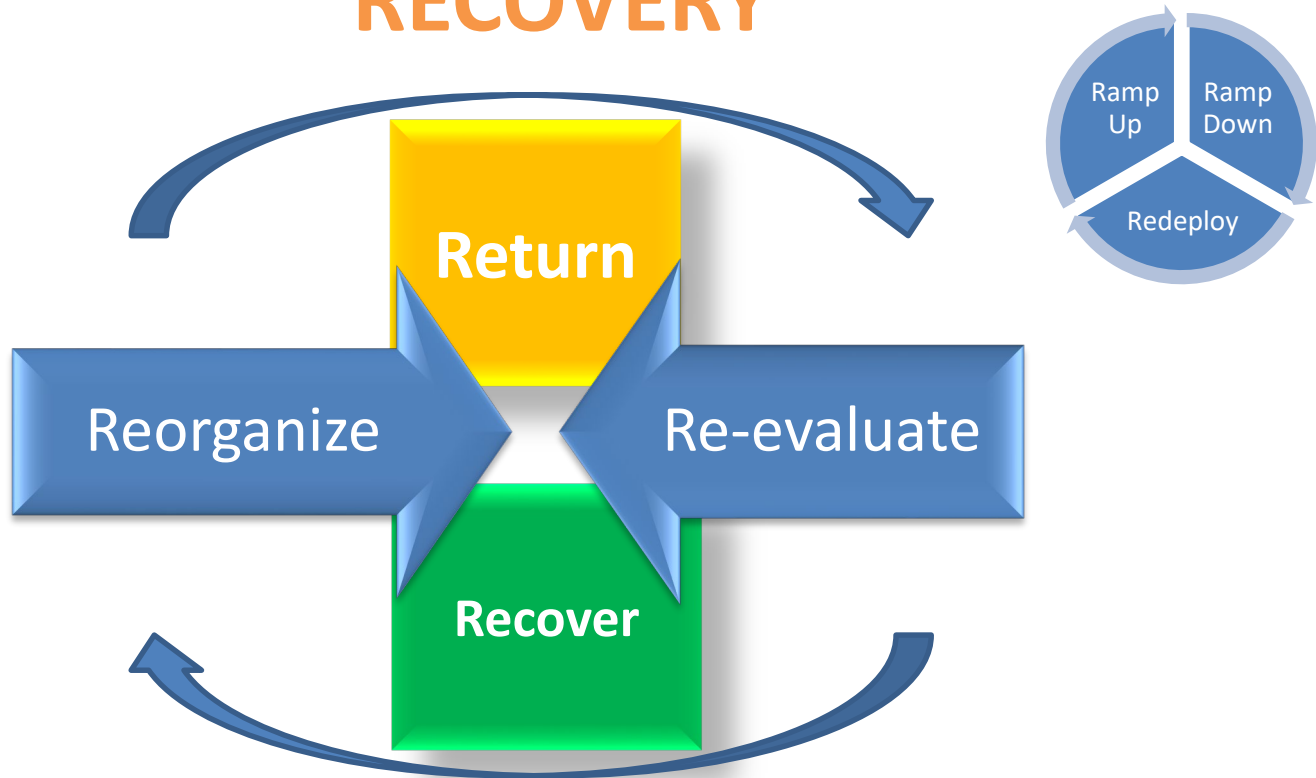 RECOVERY
Ramp
Up
Ramp
Down
Redeploy
Return
Reorganize
Re-evaluate
Recover